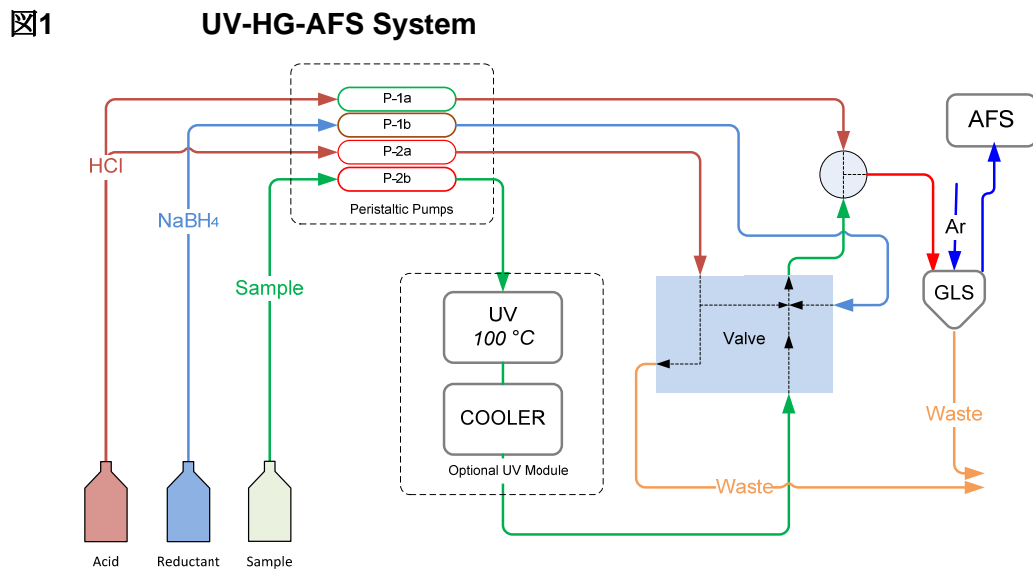 図1 UV-HG-AFS System
P-1a
P-1b
P-2a
P-2b
Peristaltic Pumps
HCl
NaBH4
Sample
AFS
Ar
GLS
UV
100 °C
COOLER
Optional UV Module
Valve
Waste
Waste
Acid
Reductant
Sample